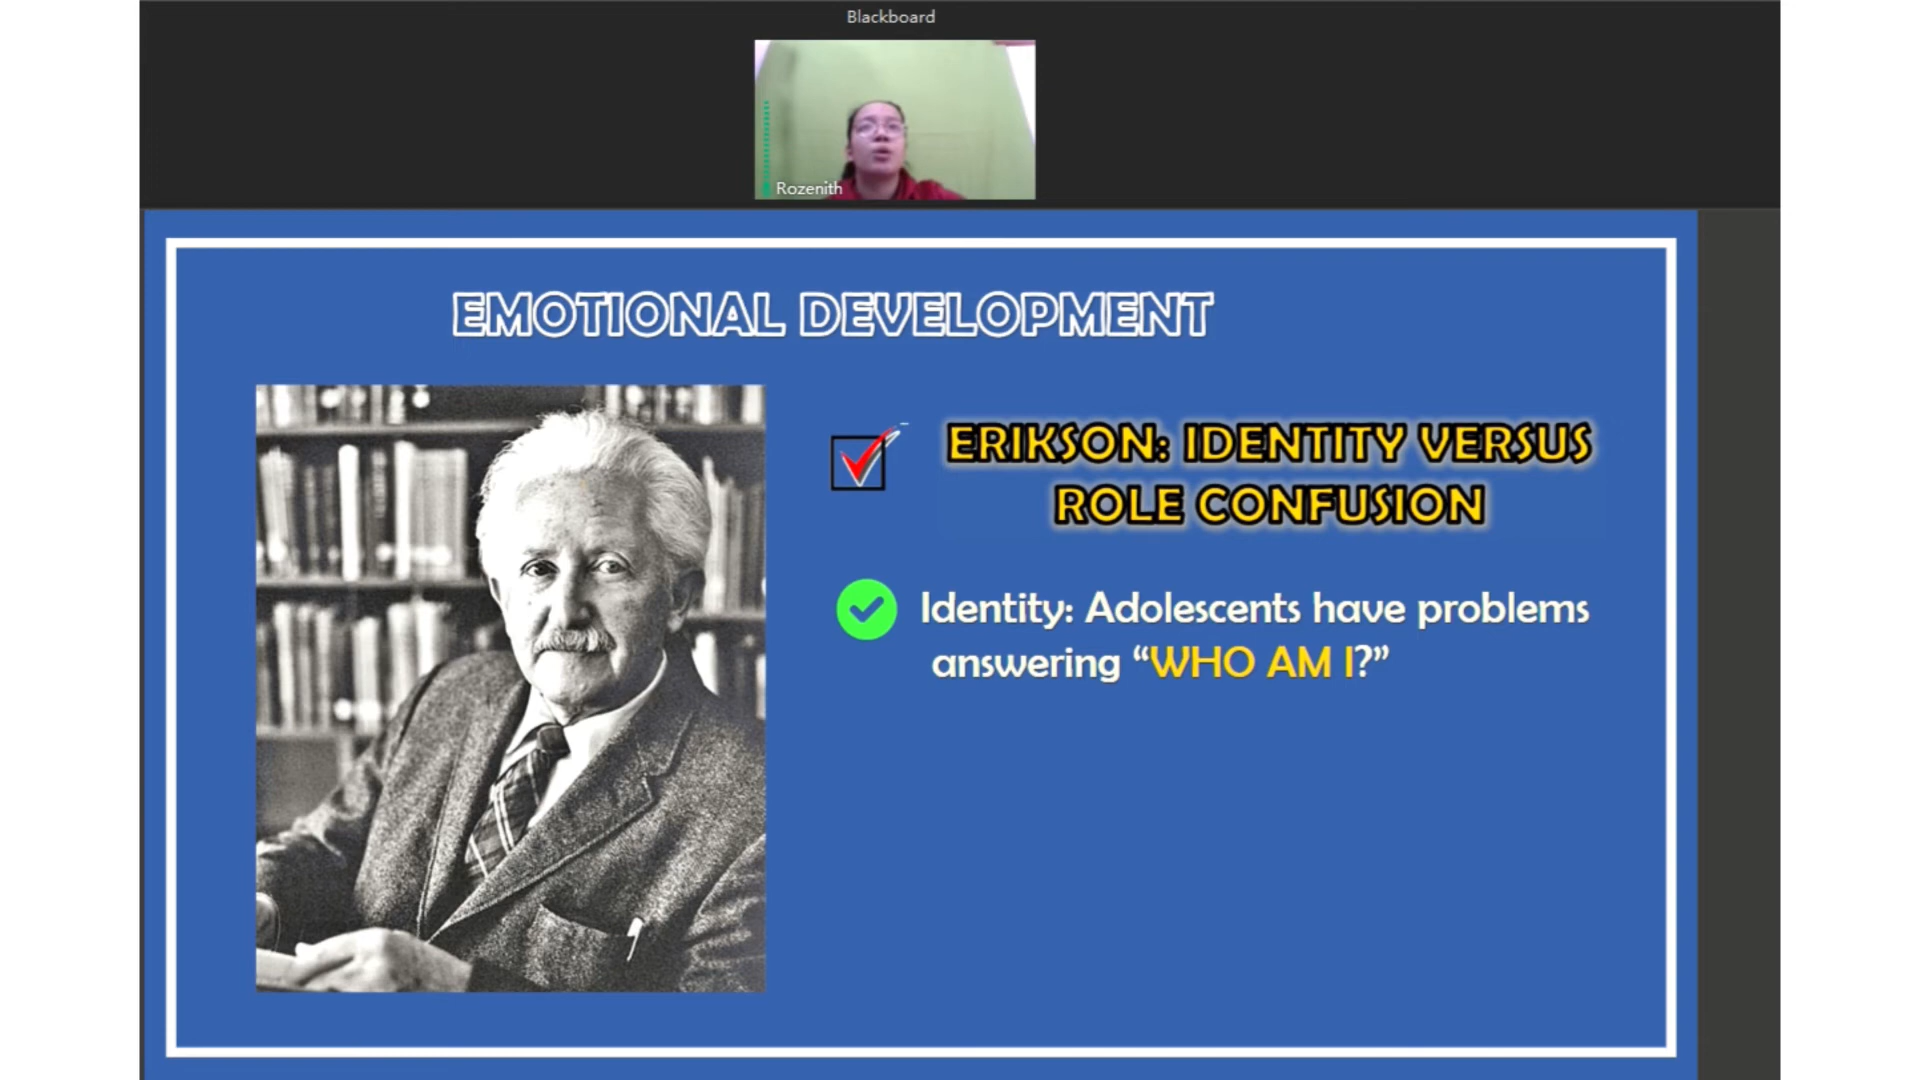 Blackboard
Rozenith
EMOTIONAL DEVELOPMENT
ERIKSON: IDENTITY VERSUS
ROLE CONFUSION
Identity: Adolescents have problems
answering “WHO AM I?”